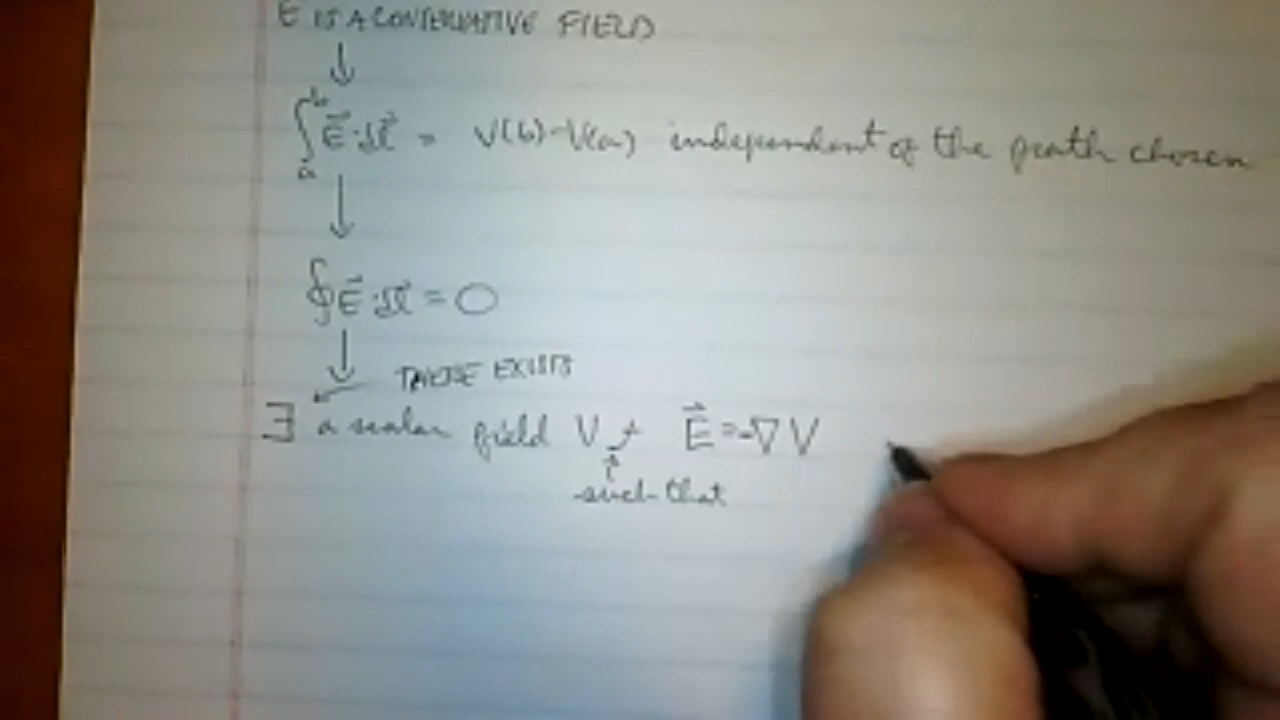 E IS A CONSERVATIVE FIELD
↓
∫ₐᵇ E⃗·dl⃗ = V(b)-V(a) independent of the path chosen
↓
∮E⃗·dl⃗ = 0
↓
THERE EXISTS
∃ a scalar field V ∍ E⃗ = -∇V
such that